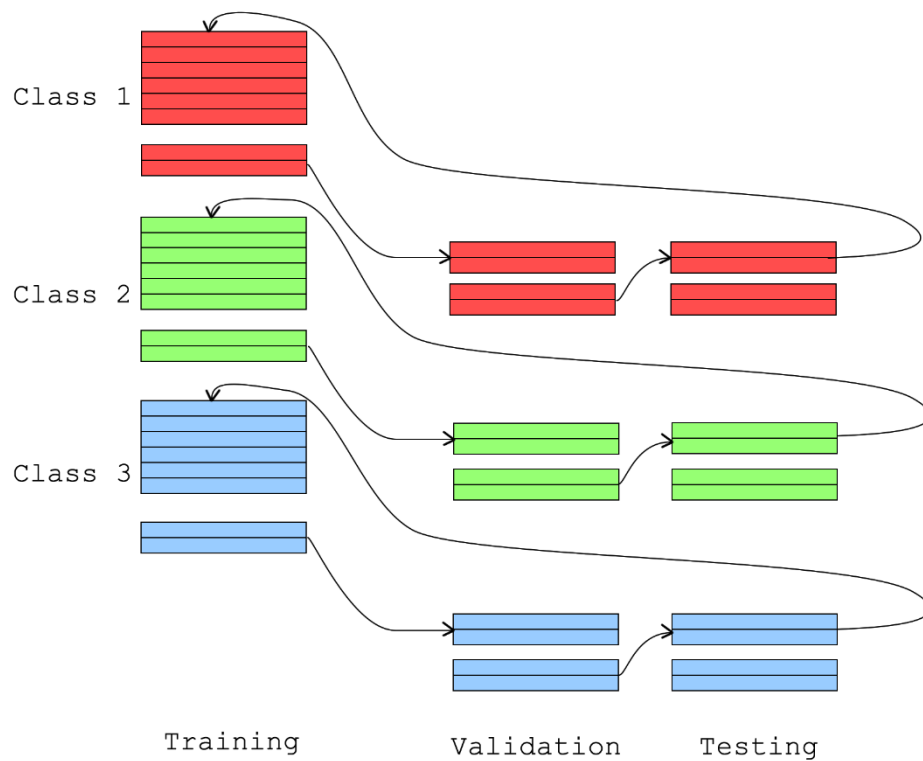 Class 1
Class 2
Class 3
Training
Validation
Testing